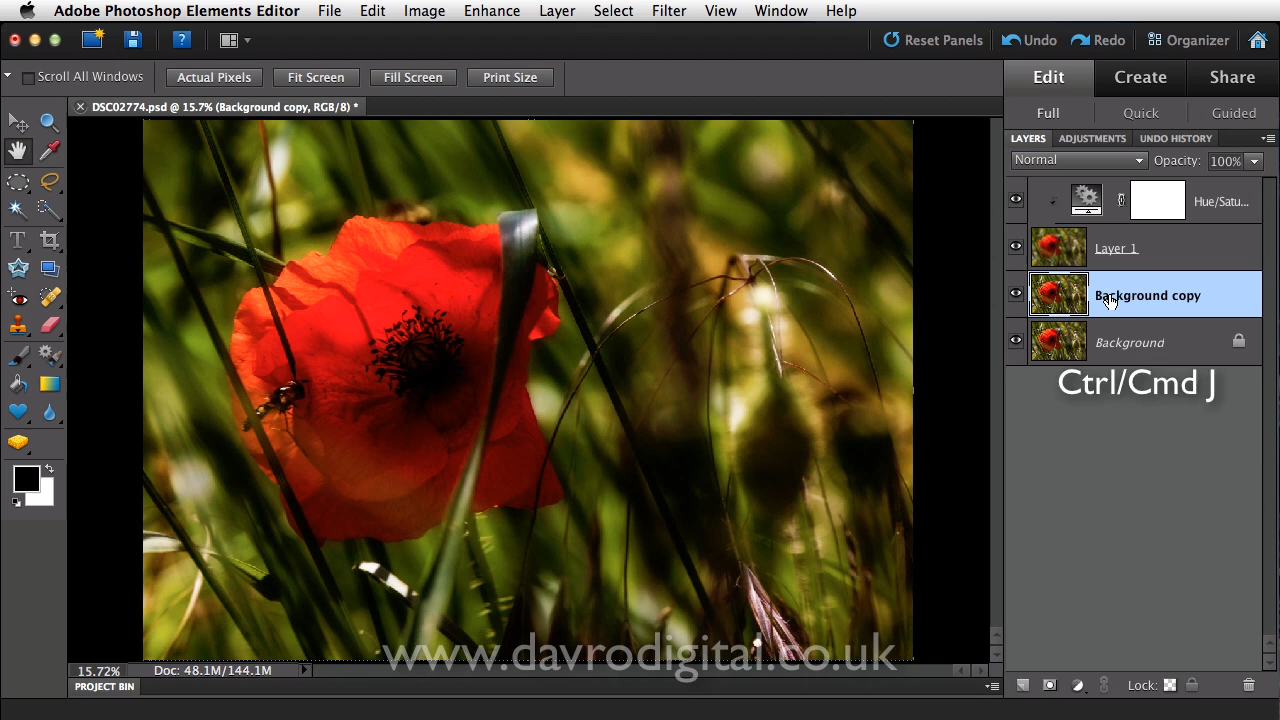 Adobe Photoshop Elements Editor File Edit Image Enhance Layer Select Filter View Window Help
? Reset Panels Undo Redo Organizer
Scroll All Windows Actual Pixels Fit Screen Fill Screen Print Size
Edit Create Share
DSC02774.psd @ 15.7% (Background copy, RGB/8) *
Full Quick Guided
LAYERS ADJUSTMENTS UNDO HISTORY
Normal Opacity: 100%
Hue/Satu...
Layer 1
Background copy
Background
Ctrl/Cmd J
www.davrodigital.co.uk
15.72% Doc: 48.1M/144.1M
PROJECT BIN
Lock:
T